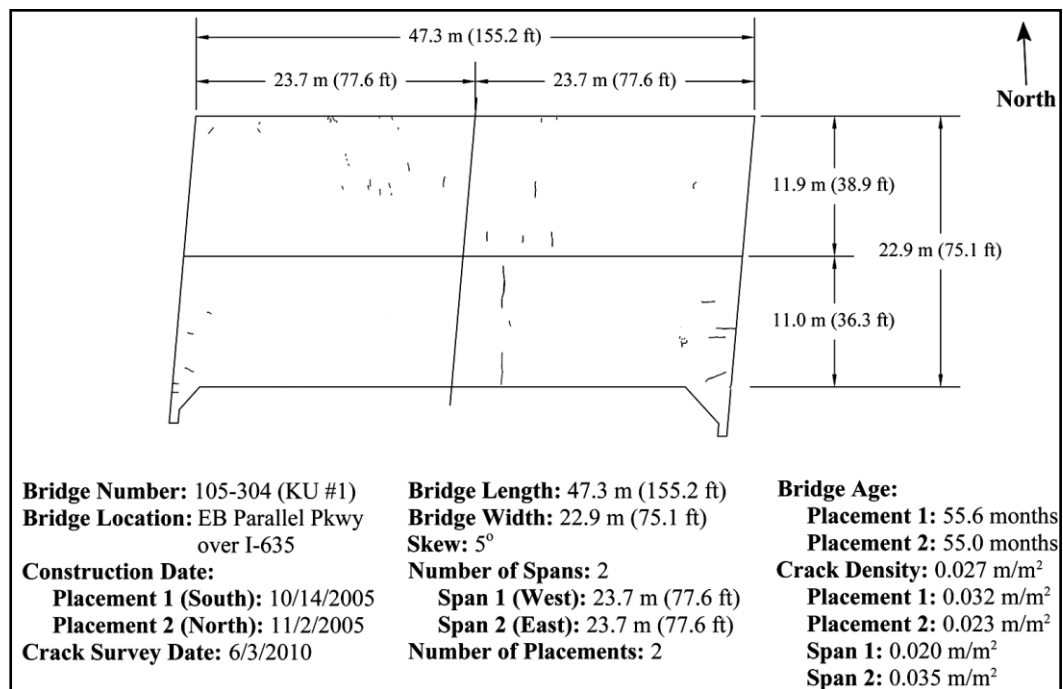 47.3 m (155.2 ft)
23.7 m (77.6 ft)
23.7 m (77.6 ft)
North
11.9 m (38.9 ft)
22.9 m (75.1 ft)
11.0 m (36.3 ft)
Bridge Number: 105-304 (KU #1)
Bridge Location: EB Parallel Pkwy
over I-635
Construction Date:
Placement 1 (South): 10/14/2005
Placement 2 (North): 11/2/2005
Crack Survey Date: 6/3/2010
Bridge Length: 47.3 m (155.2 ft)
Bridge Width: 22.9 m (75.1 ft)
Skew: 5°
Number of Spans: 2
Span 1 (West): 23.7 m (77.6 ft)
Span 2 (East): 23.7 m (77.6 ft)
Number of Placements: 2
Bridge Age:
Placement 1: 55.6 months
Placement 2: 55.0 months
Crack Density: 0.027 m/m²
Placement 1: 0.032 m/m²
Placement 2: 0.023 m/m²
Span 1: 0.020 m/m²
Span 2: 0.035 m/m²